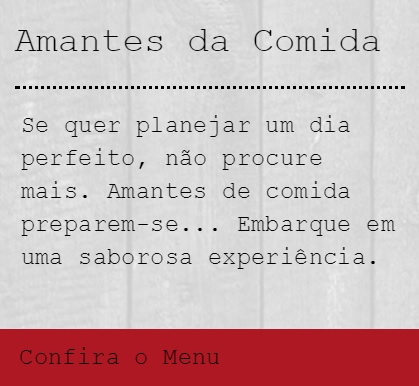 Amantes da Comida
Se quer planejar um dia
perfeito, não procure
mais. Amantes de comida
preparem-se... Embarque em
uma saborosa experiência.
Confira o Menu